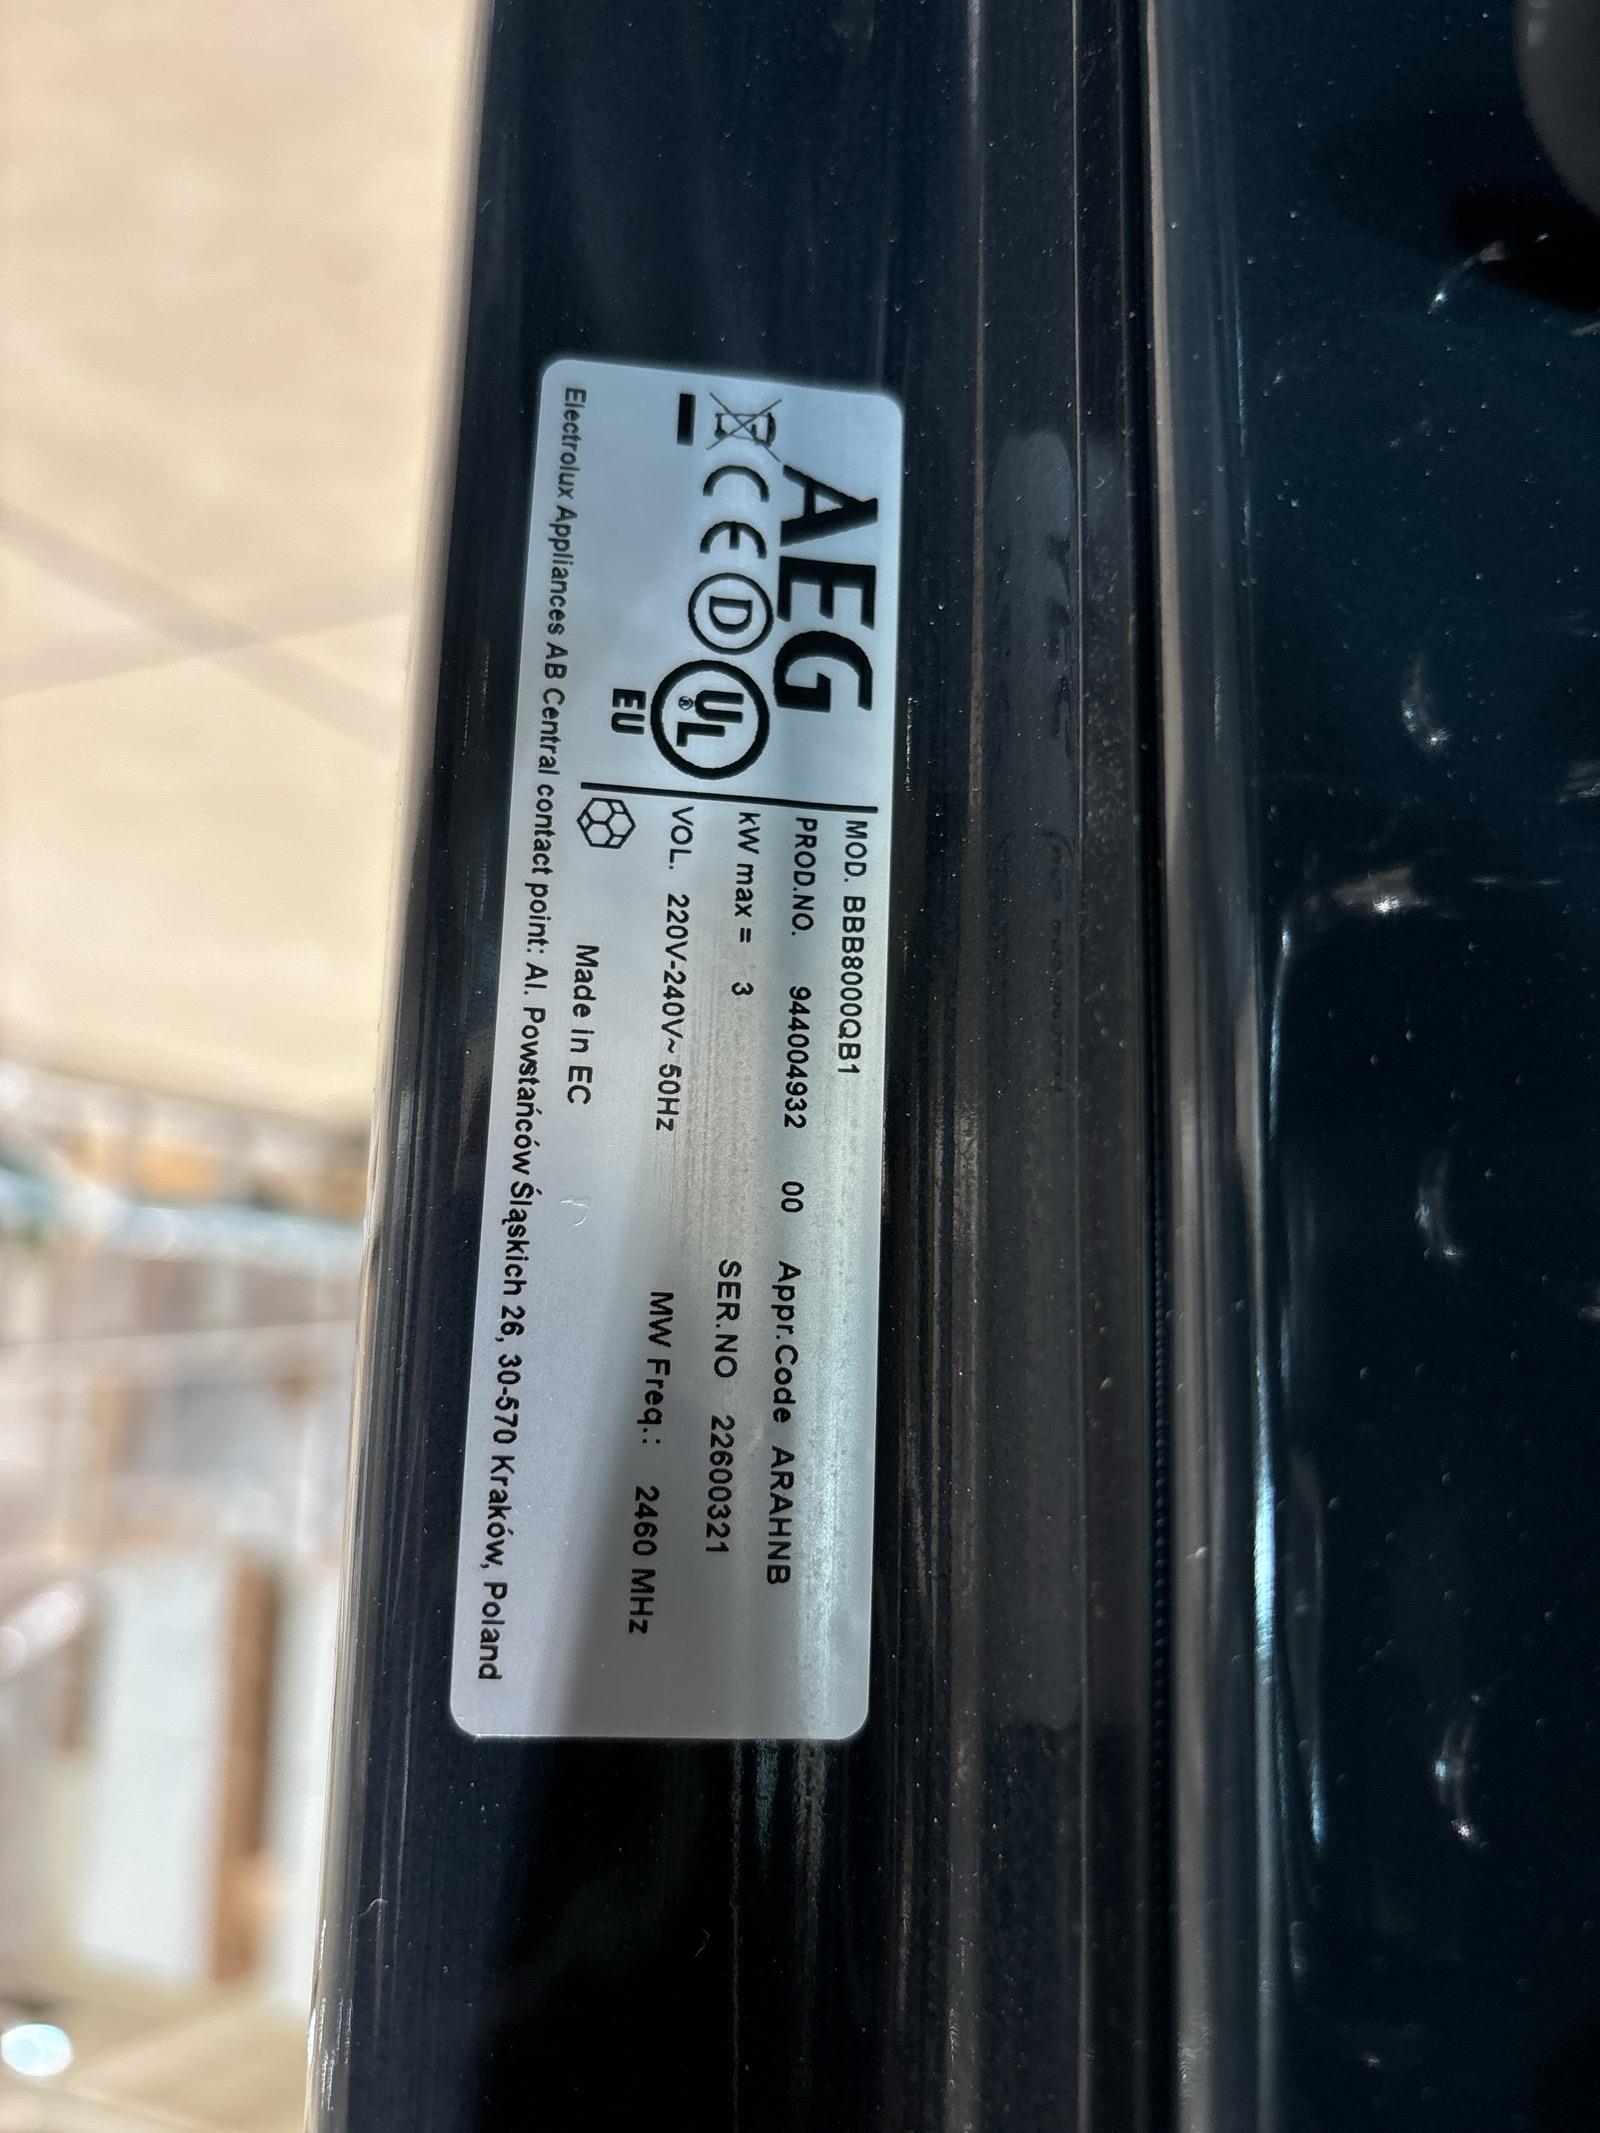 AEG
D
UL
®
EU
MOD. BBB8000QB1
PROD.NO. 944004932 00 Appr.Code ARAHNB
kW max = 3 SER.NO 22600321
VOL. 220V-240V~ 50Hz MW Freq.: 2460 MHz
Made in EC
Electrolux Appliances AB Central contact point: Al. Powstańców Śląskich 26, 30-570 Kraków, Poland